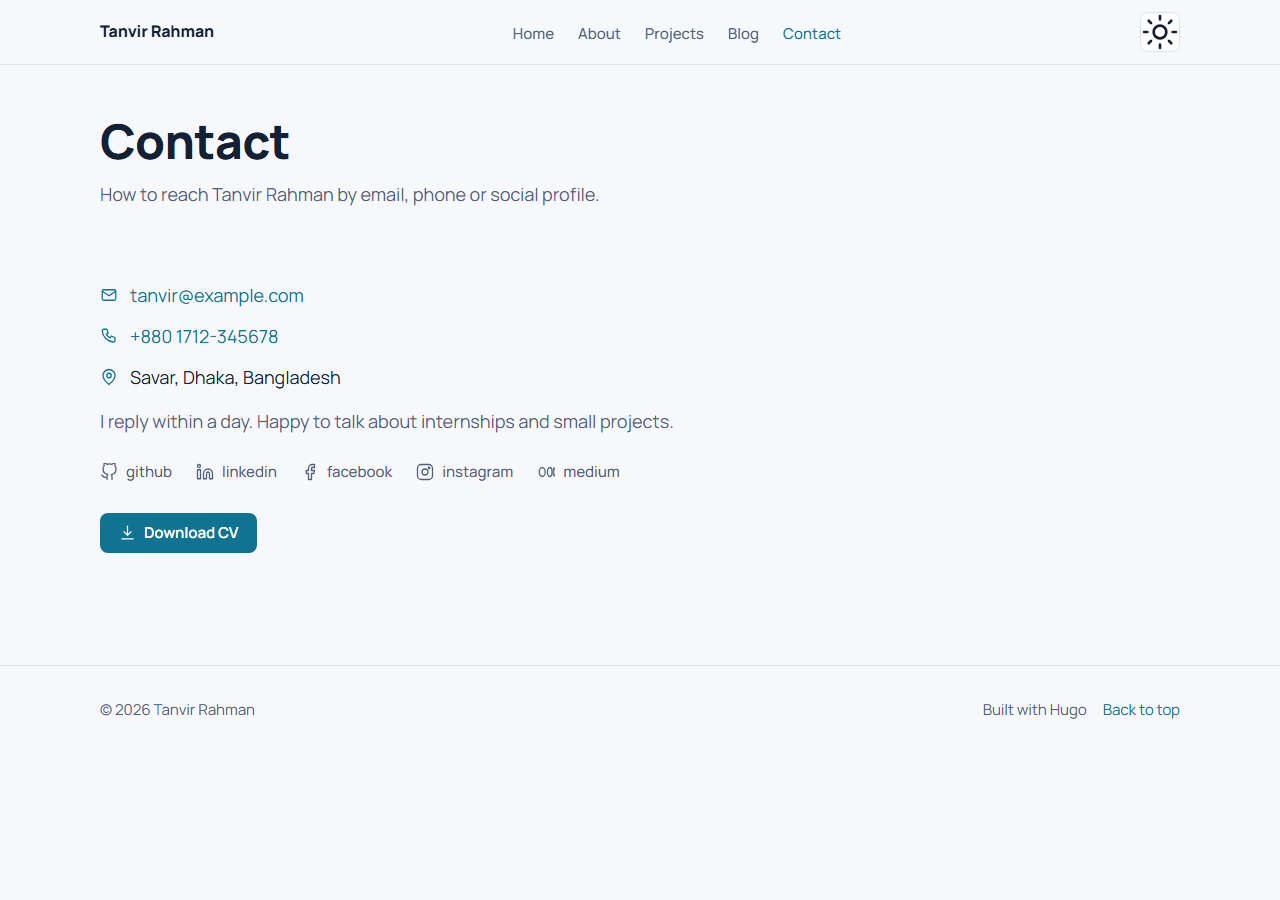 Tanvir Rahman
Home About Projects Blog Contact
Contact
How to reach Tanvir Rahman by email, phone or social profile.
tanvir@example.com
+880 1712-345678
Savar, Dhaka, Bangladesh
I reply within a day. Happy to talk about internships and small projects.
github linkedin facebook instagram medium
Download CV
© 2026 Tanvir Rahman
Built with Hugo Back to top